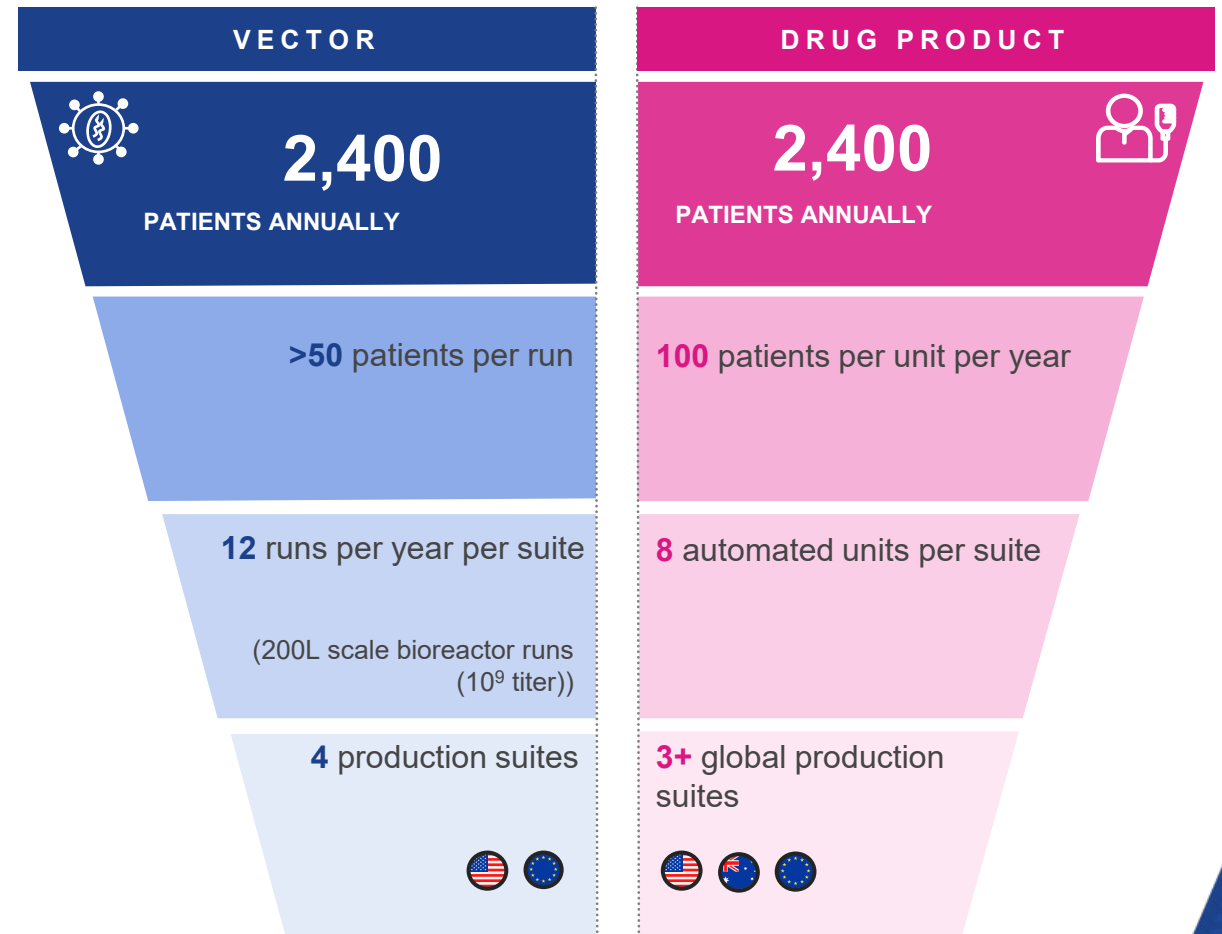 VECTOR
2,400
PATIENTS ANNUALLY
>50 patients per run
12 runs per year per suite
(200L scale bioreactor runs
(10⁹ titer))
4 production suites
DRUG PRODUCT
2,400
PATIENTS ANNUALLY
100 patients per unit per year
8 automated units per suite
3+ global production
suites